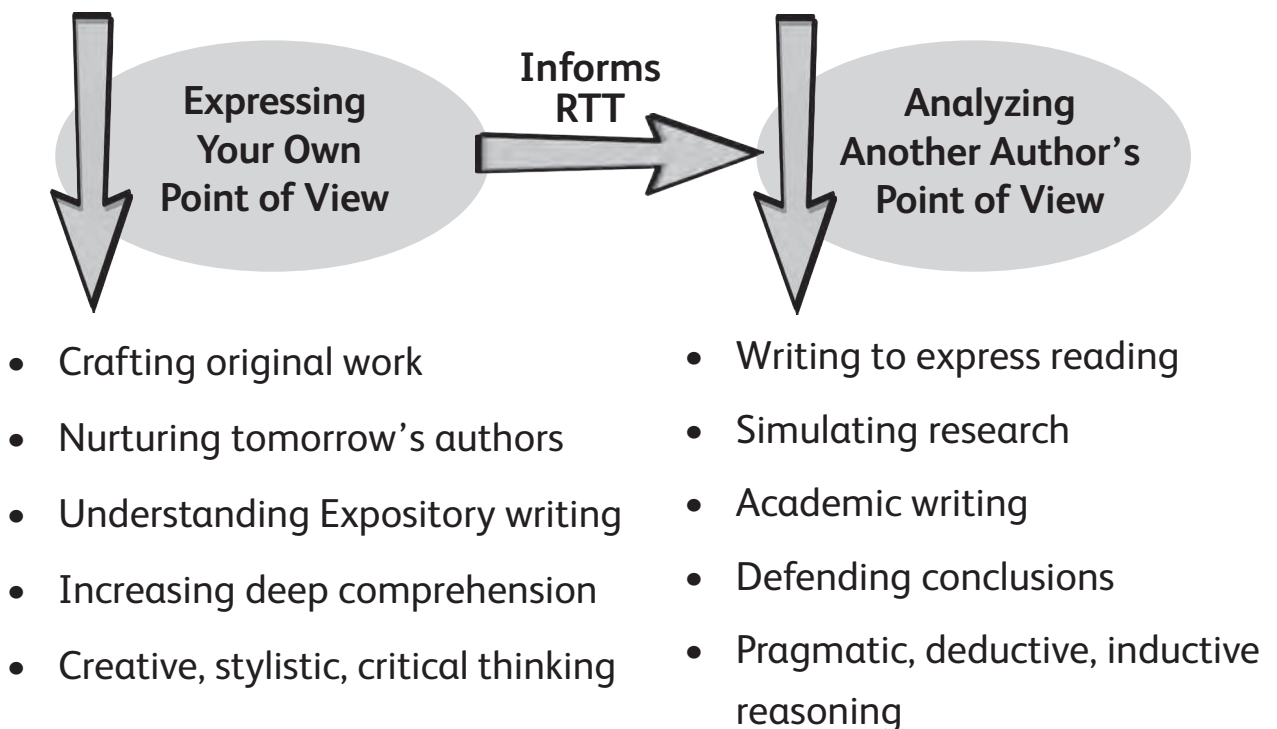 Expressing
Your Own
Point of View
Informs
RTT
Analyzing
Another Author’s
Point of View
• Crafting original work
• Nurturing tomorrow’s authors
• Understanding Expository writing
• Increasing deep comprehension
• Creative, stylistic, critical thinking
• Writing to express reading
• Simulating research
• Academic writing
• Defending conclusions
• Pragmatic, deductive, inductive
reasoning